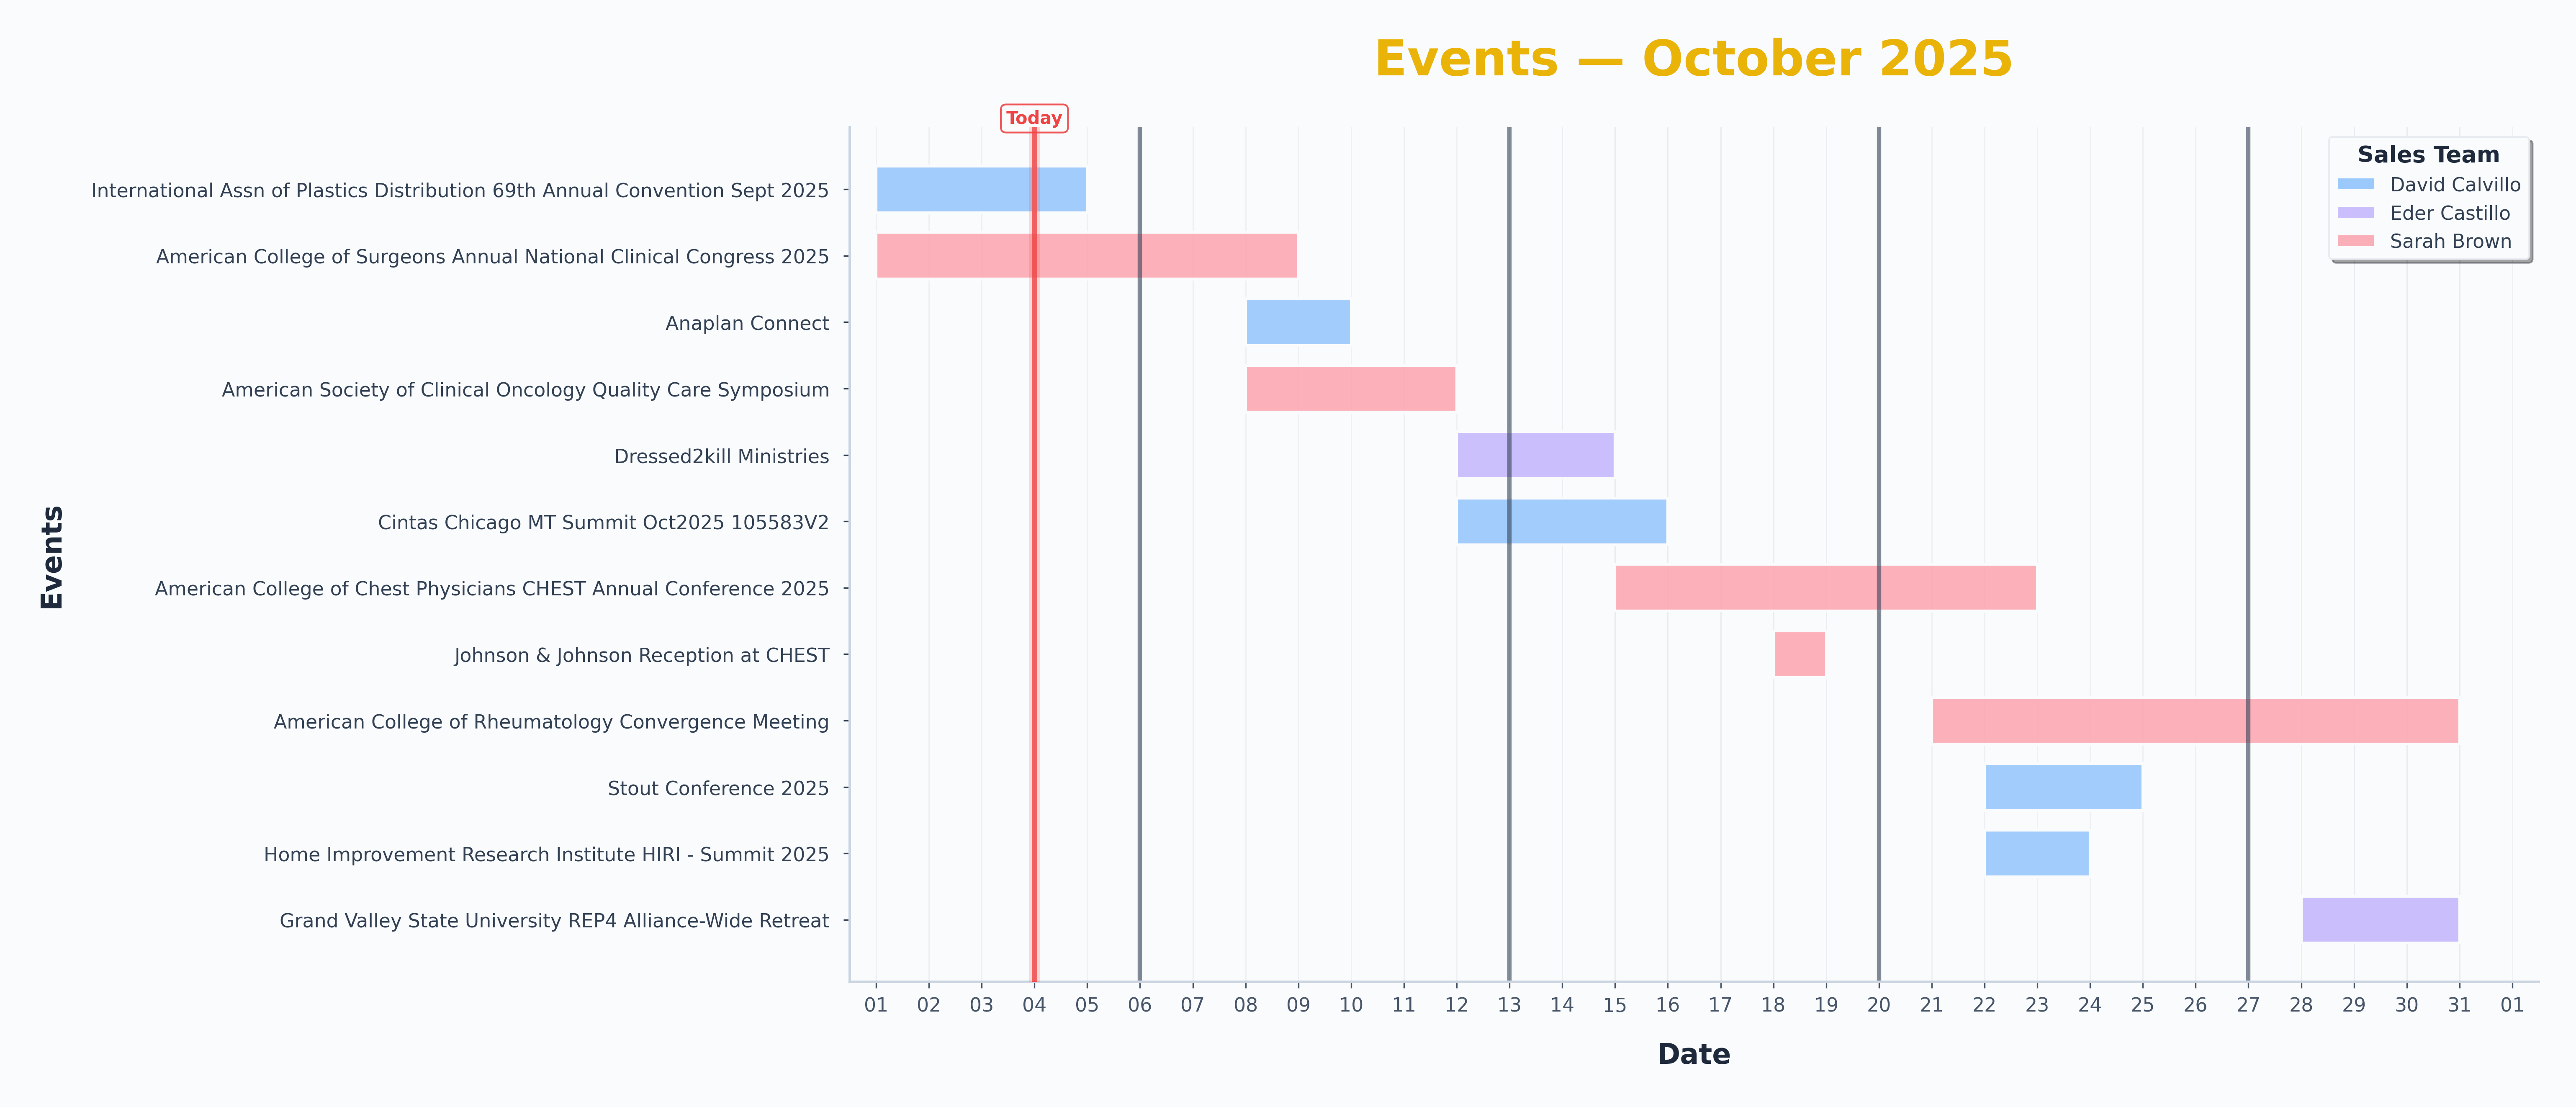 Events — October 2025
Today
Sales Team
David Calvillo
Eder Castillo
Sarah Brown
Events
International Assn of Plastics Distribution 69th Annual Convention Sept 2025
American College of Surgeons Annual National Clinical Congress 2025
Anaplan Connect
American Society of Clinical Oncology Quality Care Symposium
Dressed2kill Ministries
Cintas Chicago MT Summit Oct2025 105583V2
American College of Chest Physicians CHEST Annual Conference 2025
Johnson & Johnson Reception at CHEST
American College of Rheumatology Convergence Meeting
Stout Conference 2025
Home Improvement Research Institute HIRI - Summit 2025
Grand Valley State University REP4 Alliance-Wide Retreat
01 02 03 04 05 06 07 08 09 10 11 12 13 14 15 16 17 18 19 20 21 22 23 24 25 26 27 28 29 30 31 01
Date